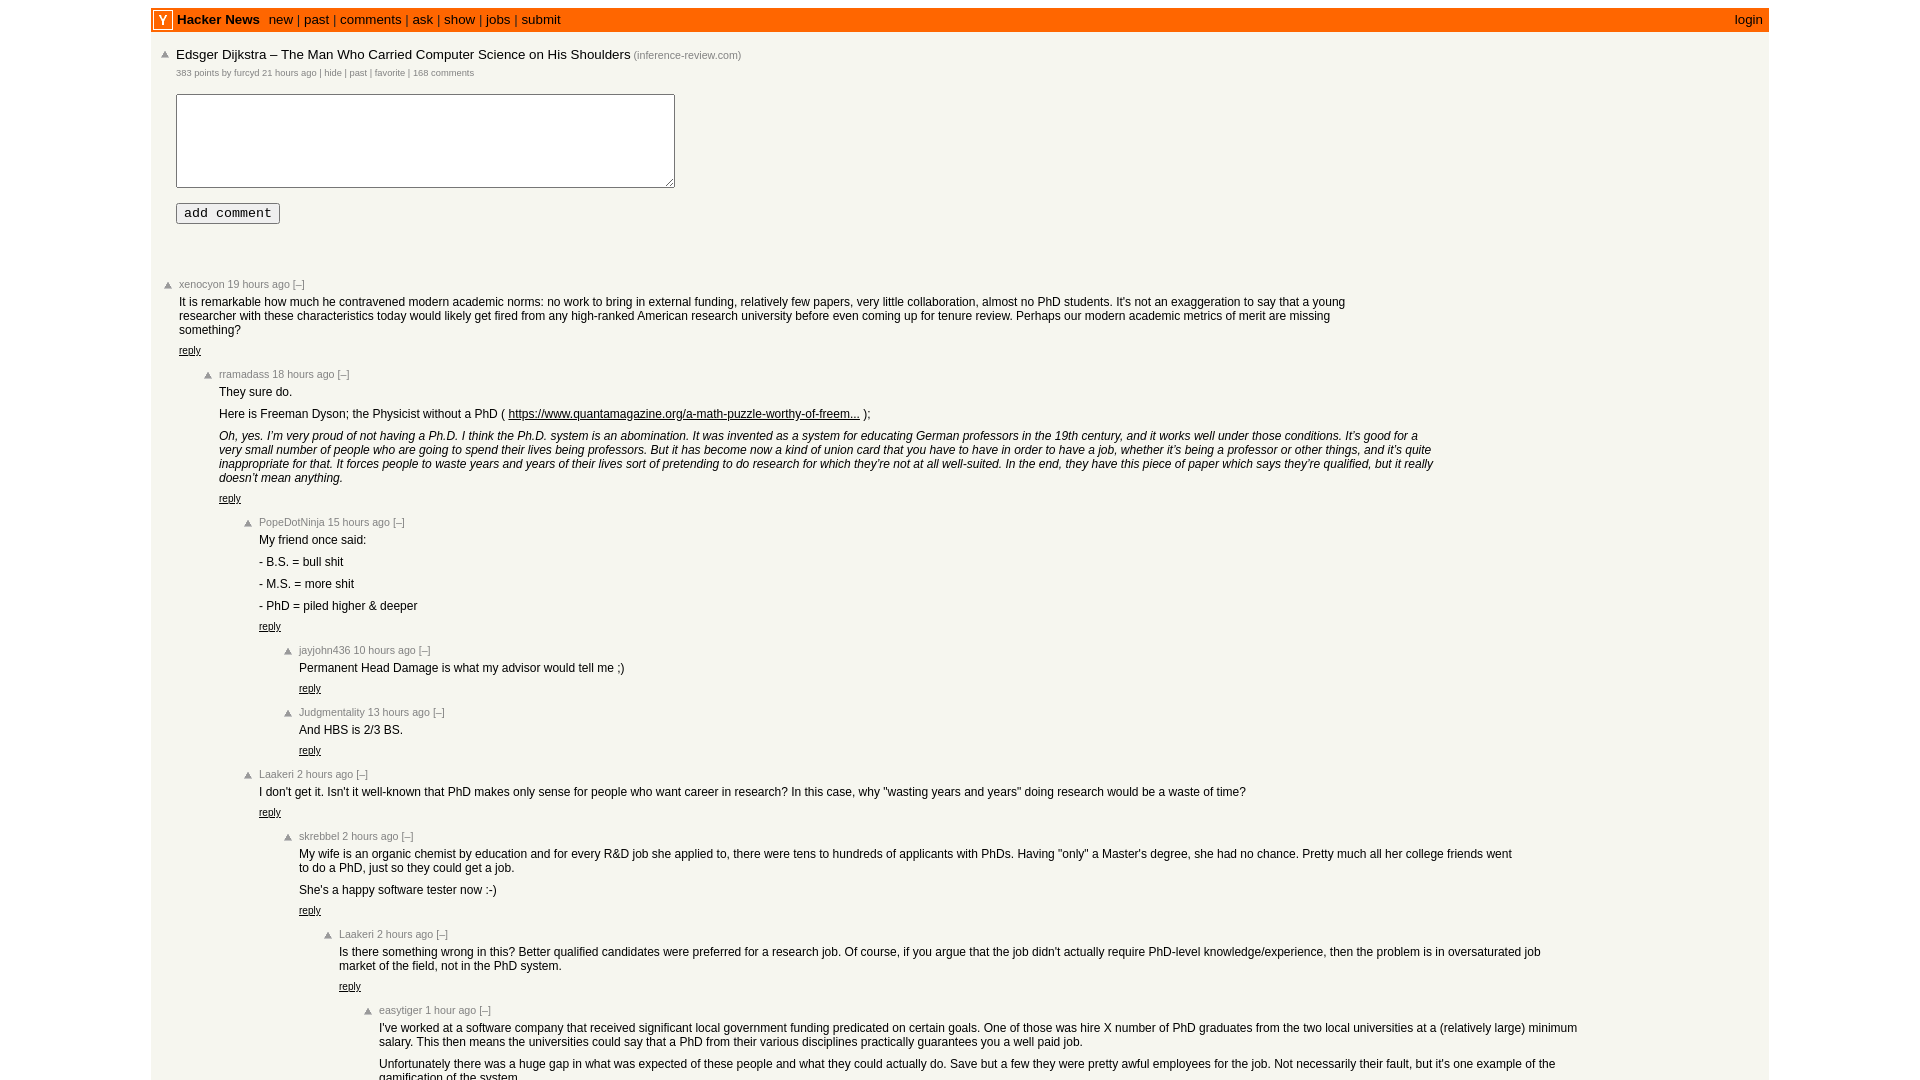 Y Hacker News new | past | comments | ask | show | jobs | submit login
Edsger Dijkstra – The Man Who Carried Computer Science on His Shoulders (inference-review.com)
383 points by furcyd 21 hours ago | hide | past | favorite | 168 comments
add comment
xenocyon 19 hours ago [–]
It is remarkable how much he contravened modern academic norms: no work to bring in external funding, relatively few papers, very little collaboration, almost no PhD students. It's not an exaggeration to say that a young
researcher with these characteristics today would likely get fired from any high-ranked American research university before even coming up for tenure review. Perhaps our modern academic metrics of merit are missing
something?
reply
rramadass 18 hours ago [–]
They sure do.
Here is Freeman Dyson; the Physicist without a PhD ( https://www.quantamagazine.org/a-math-puzzle-worthy-of-freem... );
Oh, yes. I’m very proud of not having a Ph.D. I think the Ph.D. system is an abomination. It was invented as a system for educating German professors in the 19th century, and it works well under those conditions. It’s good for a
very small number of people who are going to spend their lives being professors. But it has become now a kind of union card that you have to have in order to have a job, whether it’s being a professor or other things, and it’s quite
inappropriate for that. It forces people to waste years and years of their lives sort of pretending to do research for which they’re not at all well-suited. In the end, they have this piece of paper which says they’re qualified, but it really
doesn’t mean anything.
reply
PopeDotNinja 15 hours ago [–]
My friend once said:
- B.S. = bull shit
- M.S. = more shit
- PhD = piled higher & deeper
reply
jayjohn436 10 hours ago [–]
Permanent Head Damage is what my advisor would tell me ;)
reply
Judgmentality 13 hours ago [–]
And HBS is 2/3 BS.
reply
Laakeri 2 hours ago [–]
I don't get it. Isn't it well-known that PhD makes only sense for people who want career in research? In this case, why "wasting years and years" doing research would be a waste of time?
reply
skrebbel 2 hours ago [–]
My wife is an organic chemist by education and for every R&D job she applied to, there were tens to hundreds of applicants with PhDs. Having "only" a Master's degree, she had no chance. Pretty much all her college friends went
to do a PhD, just so they could get a job.
She's a happy software tester now :-)
reply
Laakeri 2 hours ago [–]
Is there something wrong in this? Better qualified candidates were preferred for a research job. Of course, if you argue that the job didn't actually require PhD-level knowledge/experience, then the problem is in oversaturated job
market of the field, not in the PhD system.
reply
easytiger 1 hour ago [–]
I've worked at a software company that received significant local government funding predicated on certain goals. One of those was hire X number of PhD graduates from the two local universities at a (relatively large) minimum
salary. This then means the universities could say that a PhD from their various disciplines practically guarantees you a well paid job.
Unfortunately there was a huge gap in what was expected of these people and what they could actually do. Save but a few they were pretty awful employees for the job. Not necessarily their fault, but it's one example of the
gamification of the system.